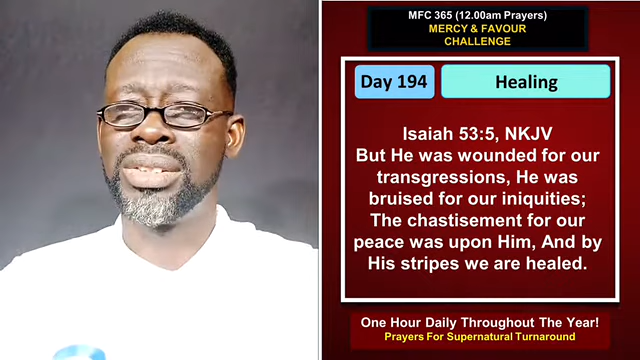 MFC 365 (12.00am Prayers)
MERCY & FAVOUR
CHALLENGE
Day 194
Healing
Isaiah 53:5, NKJV
But He was wounded for our
transgressions, He was
bruised for our iniquities;
The chastisement for our
peace was upon Him, And by
His stripes we are healed.
One Hour Daily Throughout The Year!
Prayers For Supernatural Turnaround